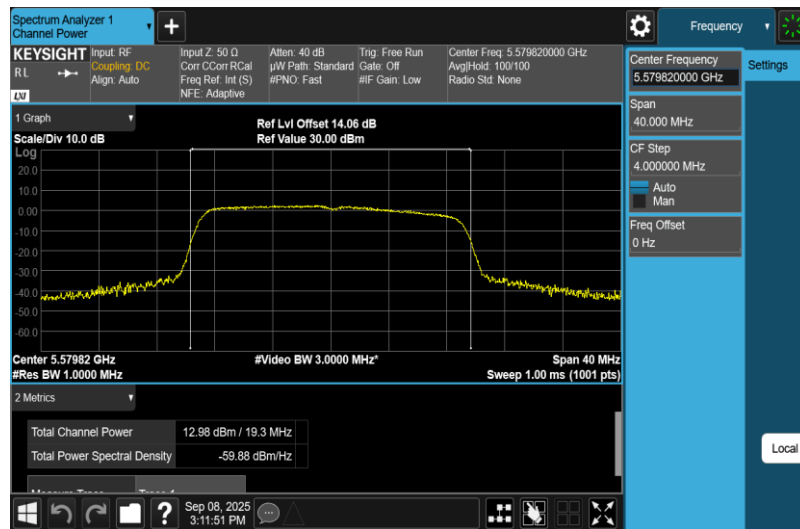 Spectrum Analyzer 1
Channel Power
Frequency
KEYSIGHT
RL
LXI
Input: RF
Coupling: DC
Align: Auto
Input Z: 50 Ω
Corr CCorr RCal
Freq Ref: Int (S)
NFE: Adaptive
Atten: 40 dB
µW Path: Standard
#PNO: Fast
Trig: Free Run
Gate: Off
#IF Gain: Low
Center Freq: 5.579820000 GHz
Avg|Hold: 100/100
Radio Std: None
Center Frequency
5.579820000 GHz
Settings
Span
40.000 MHz
CF Step
4.000000 MHz
Auto
Man
Freq Offset
0 Hz
Local
1 Graph
Scale/Div 10.0 dB
Ref Lvl Offset 14.06 dB
Ref Value 30.00 dBm
Log
20.0
10.0
0.00
-10.0
-20.0
-30.0
-40.0
-50.0
-60.0
Center 5.57982 GHz
#Video BW 3.0000 MHz*
Span 40 MHz
#Res BW 1.0000 MHz
Sweep 1.00 ms (1001 pts)
2 Metrics
Total Channel Power 12.98 dBm / 19.3 MHz
Total Power Spectral Density -59.88 dBm/Hz
?
Sep 08, 2025
3:11:51 PM